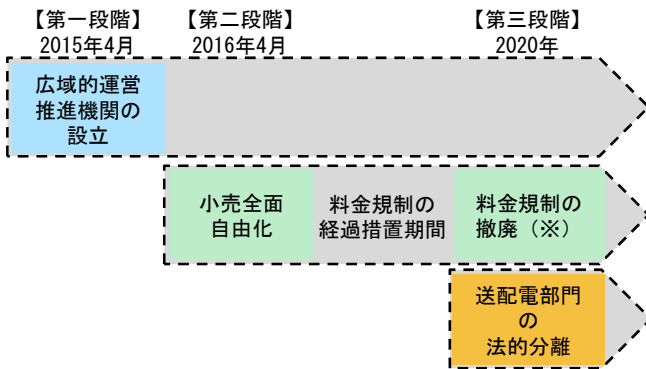 【第一段階】
2015年4月
【第二段階】
2016年4月
【第三段階】
2020年
広域的運営
推進機関の
設立
小売全面
自由化
料金規制の
経過措置期間
料金規制の
撤廃（※）
送配電部門
の
法的分離